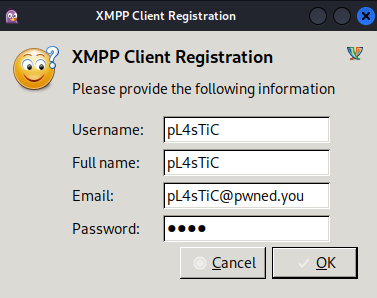 XMPP Client Registration
XMPP Client Registration
Please provide the following information
Username: pL4sTiC
Full name: pL4sTiC
Email: pL4sTiC@pwned.you
Password: ●●●●
Cancel OK